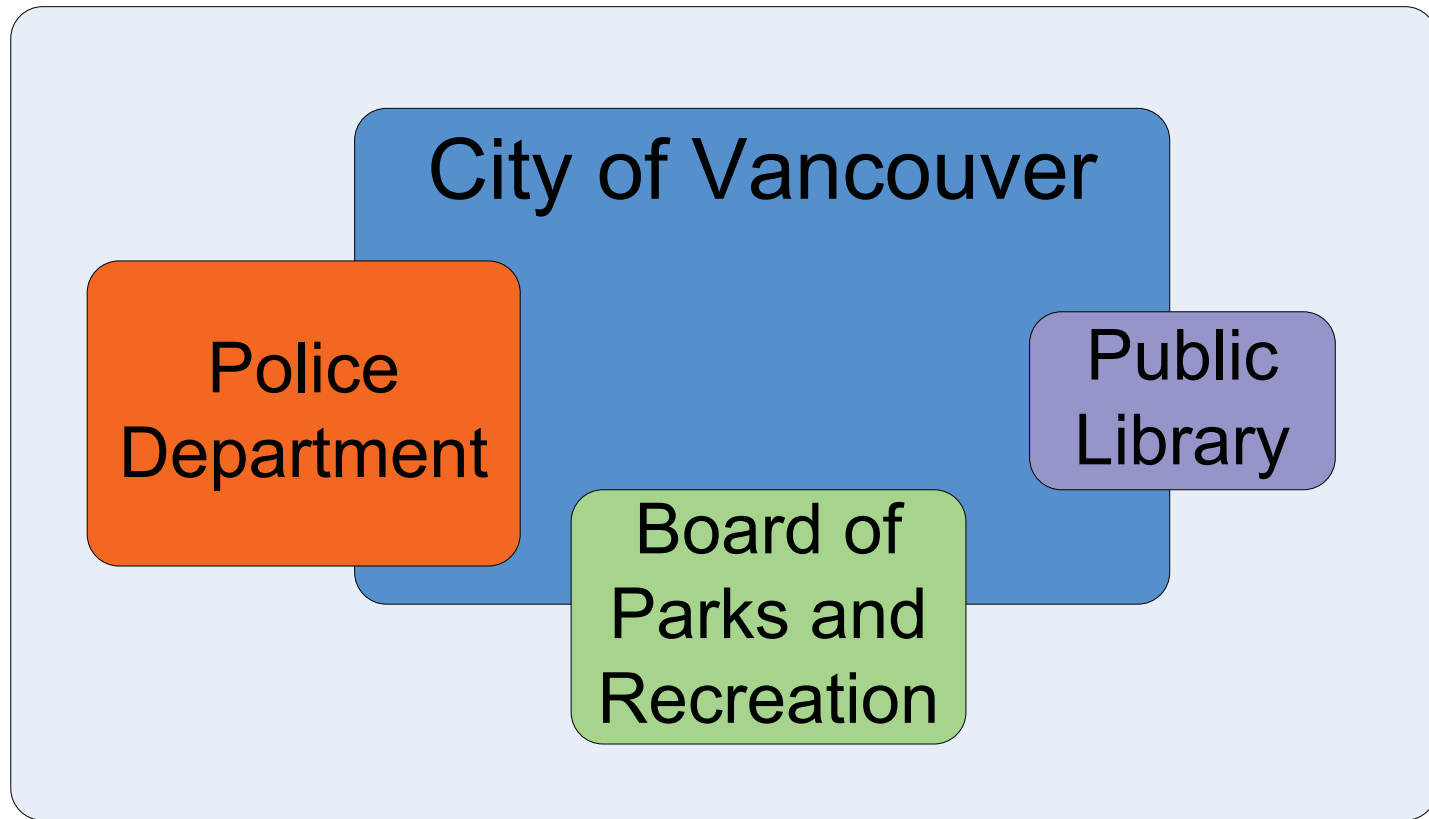 City of Vancouver
Police
Department
Public
Library
Board of
Parks and
Recreation